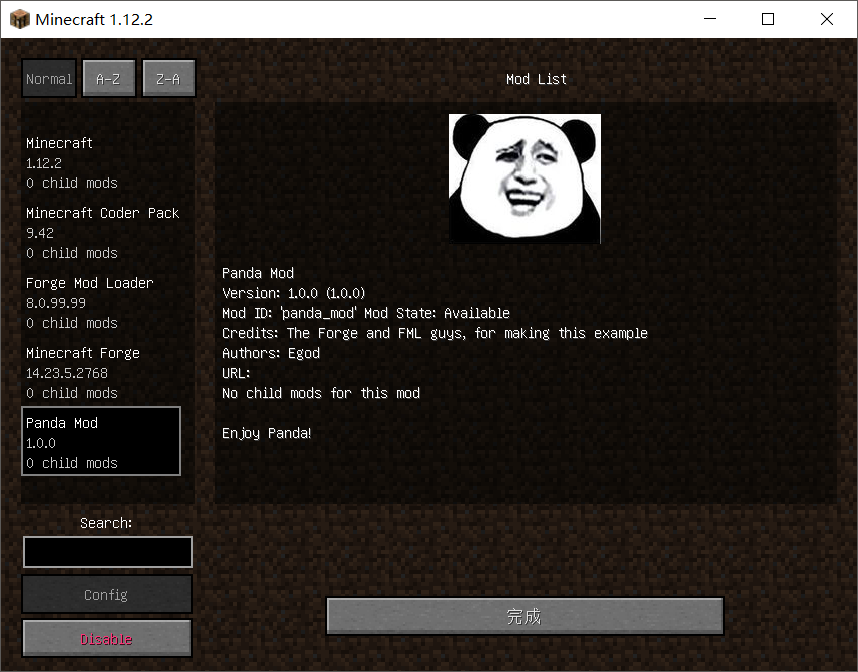 Minecraft 1.12.2
Normal A-Z Z-A
Mod List
Minecraft
1.12.2
0 child mods
Minecraft Coder Pack
9.42
0 child mods
Forge Mod Loader
8.0.99.99
0 child mods
Minecraft Forge
14.23.5.2768
0 child mods
Panda Mod
1.0.0
0 child mods
Search:
Config
Disable
Panda Mod
Version: 1.0.0 (1.0.0)
Mod ID: 'panda_mod' Mod State: Available
Credits: The Forge and FML guys, for making this example
Authors: Egod
URL:
No child mods for this mod
Enjoy Panda!
完成